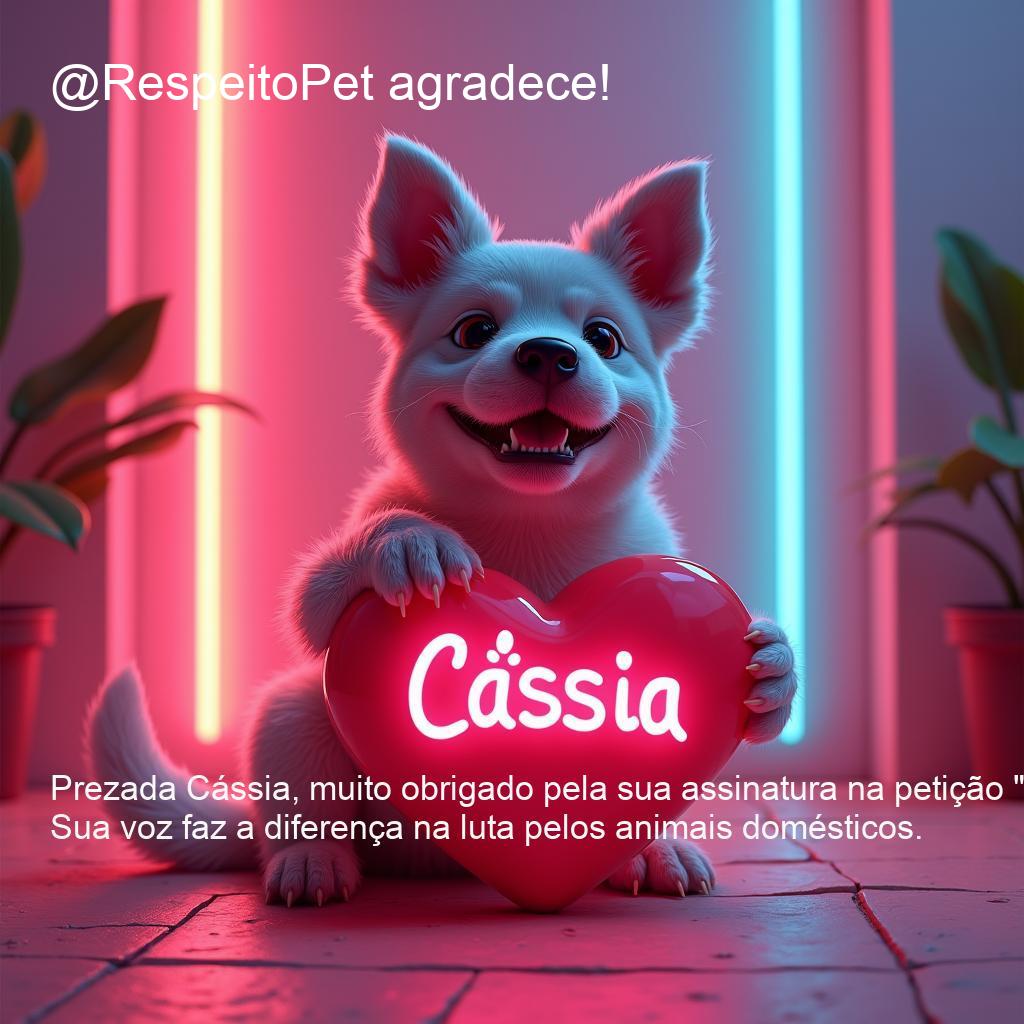 @RespeitoPet agradece!
Cássia
Prezada Cássia, muito obrigado pela sua assinatura na petição "
Sua voz faz a diferença na luta pelos animais domésticos.